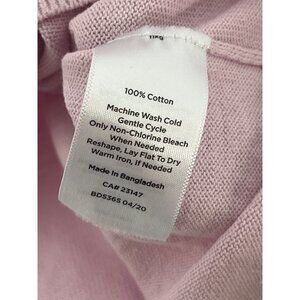 100% Cotton
Machine Wash Cold
Gentle Cycle
Only Non-Chlorine Bleach
When Needed
Reshape, Lay Flat To Dry
Warm Iron, If Needed
Made In Bangladesh
CA# 23147
BD5365 04/20